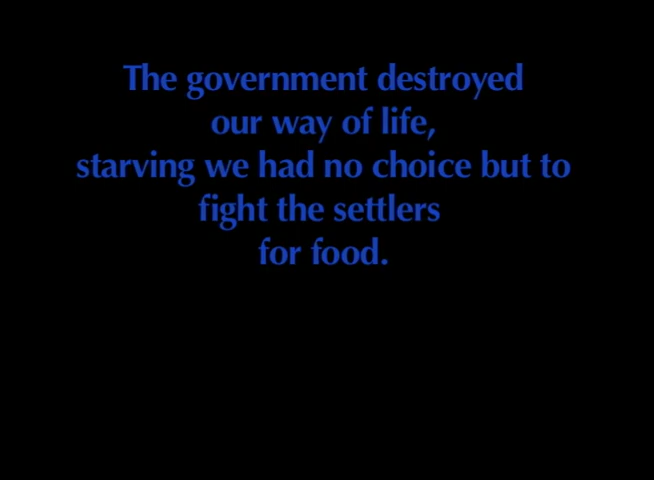 The government destroyed
our way of life,
starving we had no choice but to
fight the settlers
for food.